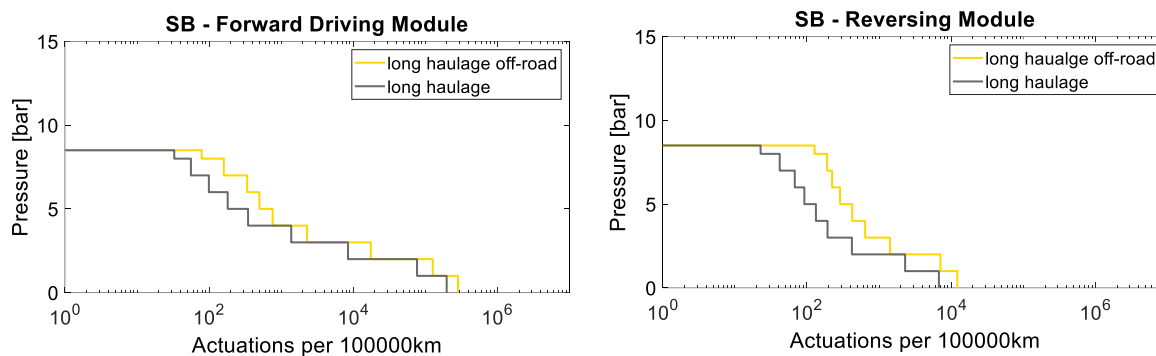 SB - Forward Driving Module
15
10
5
0
Pressure [bar]
long haulage off-road
long haulage
10^0
10^2
10^4
10^6
Actuations per 100000km
SB - Reversing Module
15
10
5
0
Pressure [bar]
long haualge off-road
long haulage
10^0
10^2
10^4
10^6
Actuations per 100000km